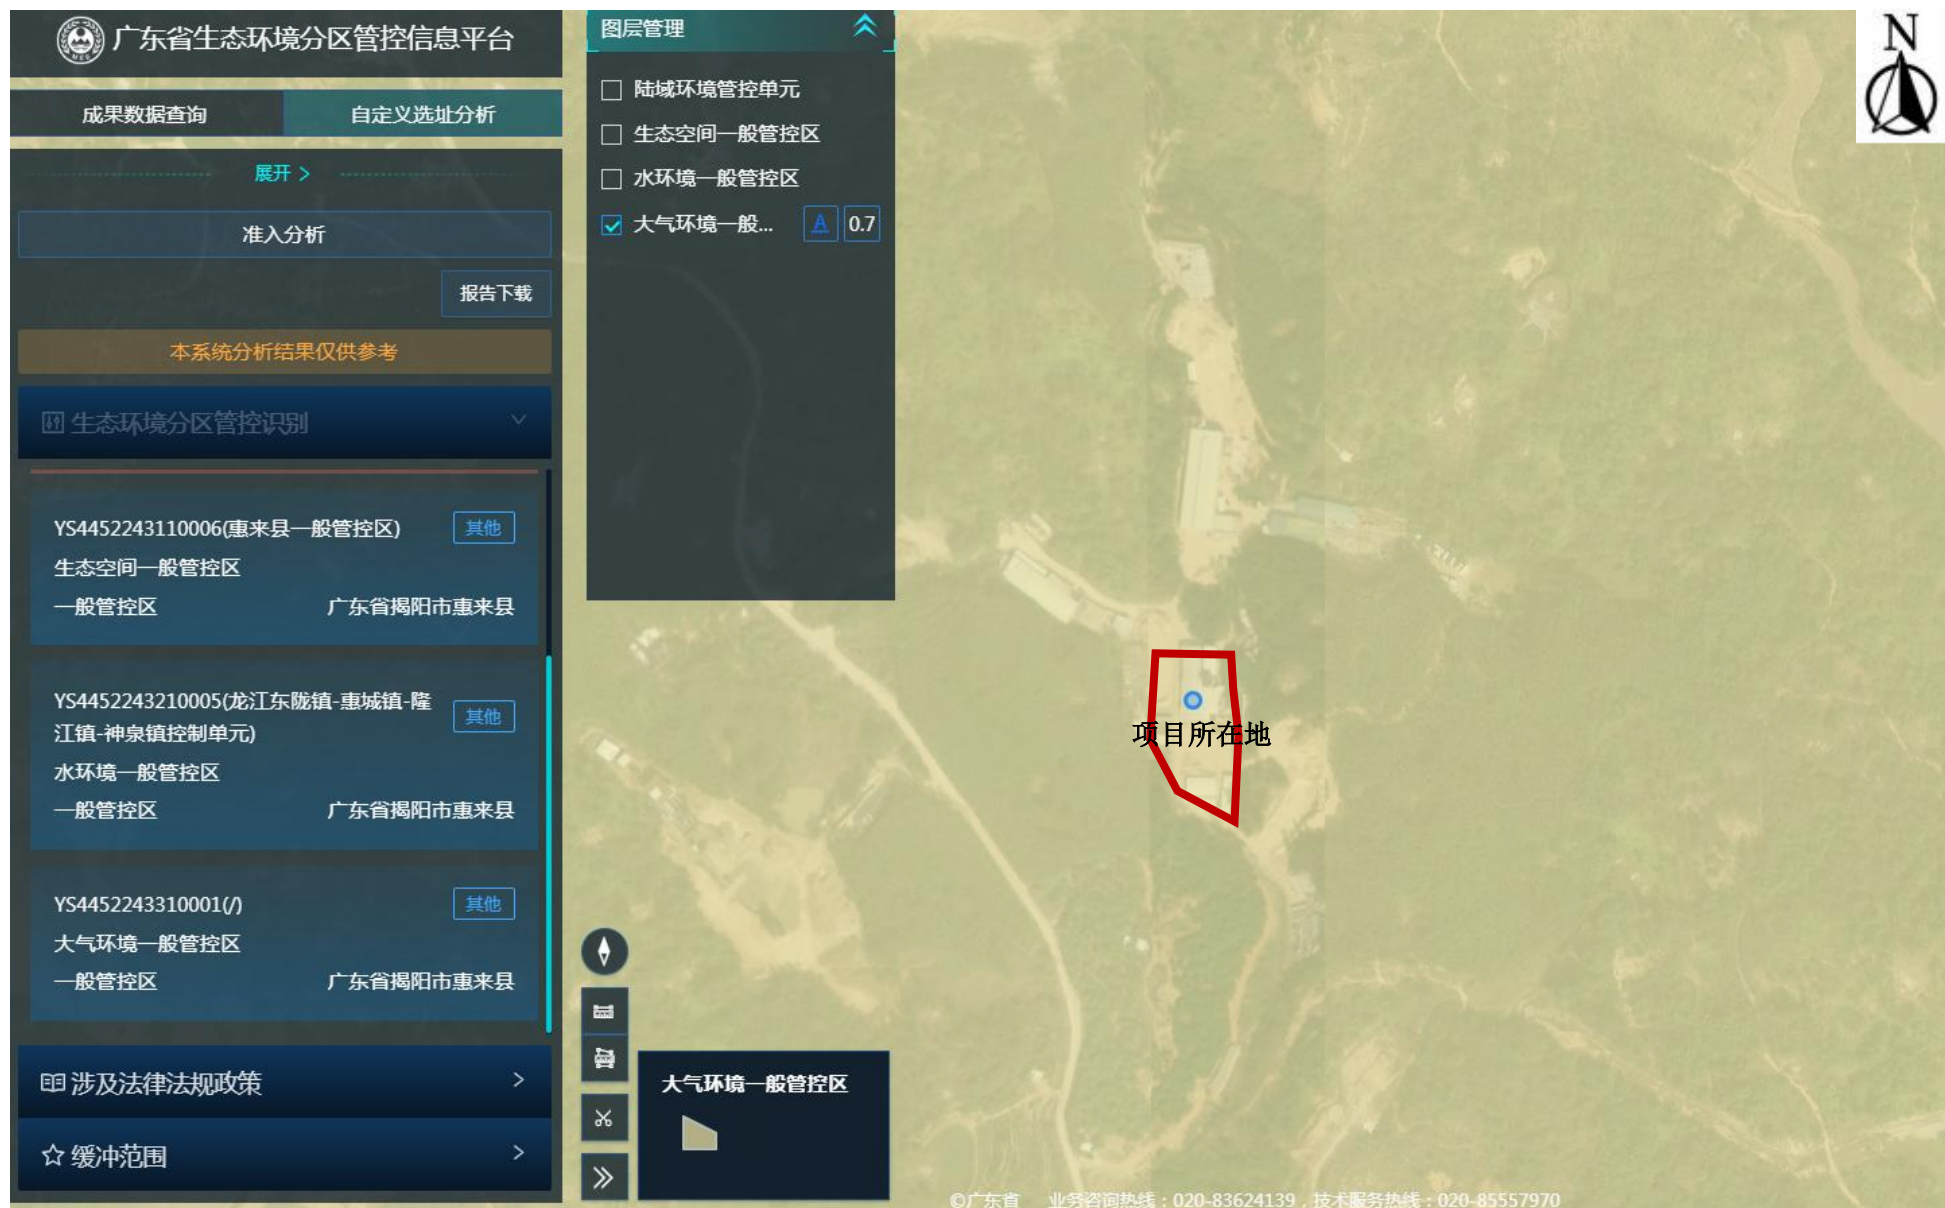 广东省生态环境分区管控信息平台
成果数据查询
自定义选址分析
展开 >
准入分析
报告下载
本系统分析结果仅供参考
生态环境分区管控识别
YS4452243110006(惠来县一般管控区)
其他
生态空间一般管控区
一般管控区
广东省揭阳市惠来县
YS4452243210005(龙江东陇镇-惠城镇-隆
江镇-神泉镇控制单元)
其他
水环境一般管控区
一般管控区
广东省揭阳市惠来县
YS4452243310001(/)
其他
大气环境一般管控区
一般管控区
广东省揭阳市惠来县
涉及法律法规政策
缓冲范围
图层管理
陆域环境管控单元
生态空间一般管控区
水环境一般管控区
大气环境一般...
A
0.7
N
项目所在地
大气环境一般管控区
©广东省 业务咨询热线：020-83624139，技术服务热线：020-85557970